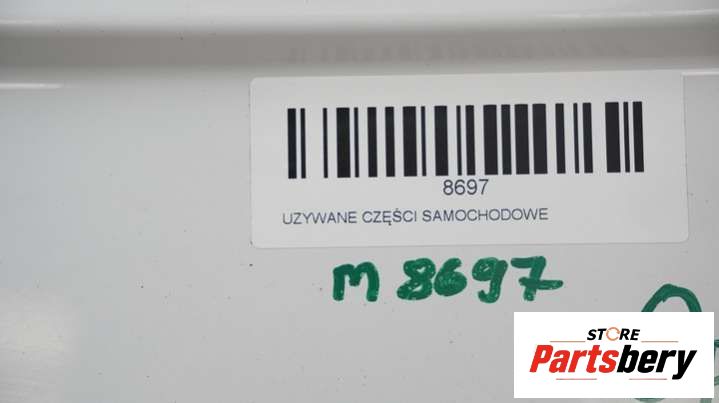 8697
UZYWANE CZĘŚCI SAMOCHODOWE
M 8697
STORE
Partsbery